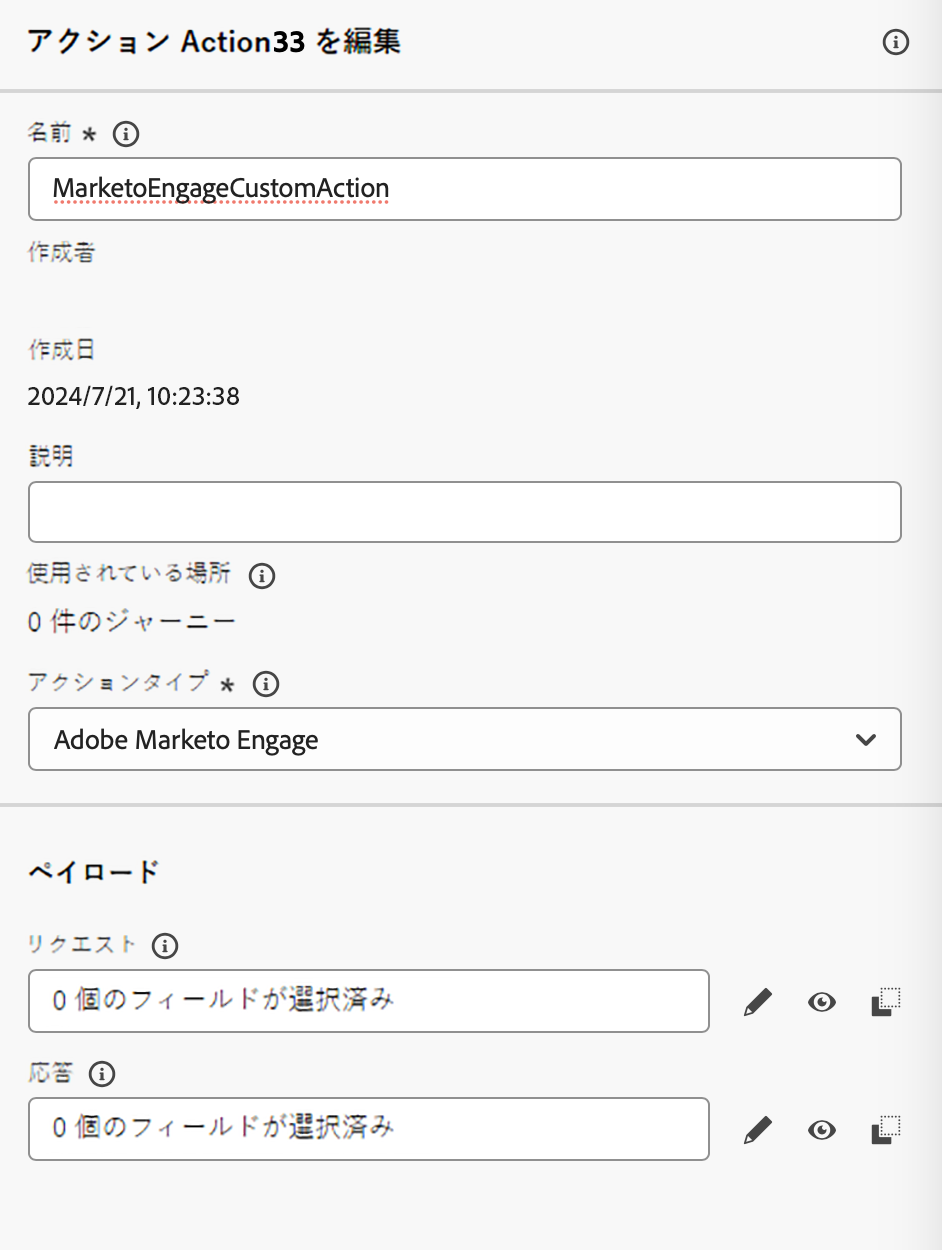 アクション Action33 を編集
名前 *
MarketoEngageCustomAction
作成者
作成日
2024/7/21, 10:23:38
説明
使用されている場所
0 件のジャーニー
アクションタイプ *
Adobe Marketo Engage
ペイロード
リクエスト
0 個のフィールドが選択済み
応答
0 個のフィールドが選択済み